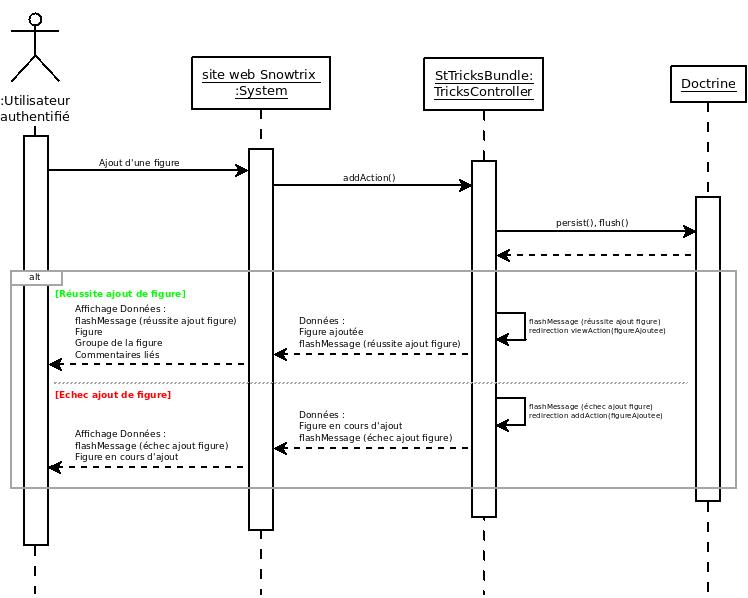 :Utilisateur
authentifié
site web Snowtrix
:System
StTricksBundle:
TricksController
Doctrine
Ajout d'une figure
addAction()
persist(), flush()
alt
[Réussite ajout de figure]
Affichage Données :
flashMessage (réussite ajout figure)
Figure
Groupe de la figure
Commentaires liés
Données :
Figure ajoutée
flashMessage (réussite ajout figure)
flashMessage (réussite ajout figure)
redirection viewAction(figureAjoutee)
[Echec ajout de figure]
Affichage Données :
flashMessage (échec ajout figure)
Figure en cours d'ajout
Données :
Figure en cours d'ajout
flashMessage (échec ajout figure)
flashMessage (échec ajout figure)
redirection addAction(figureAjoutee)